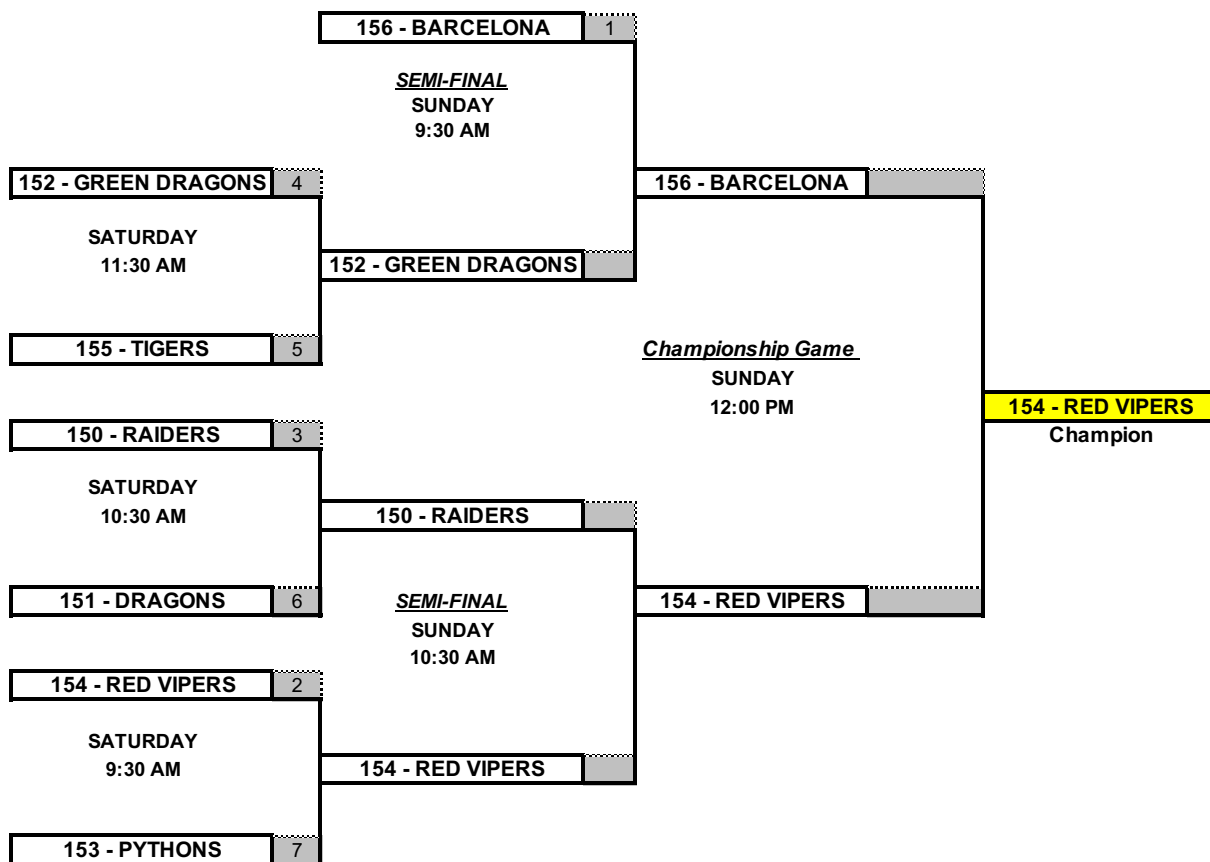 156 - BARCELONA 1
SEMI-FINAL
SUNDAY
9:30 AM
152 - GREEN DRAGONS 4
156 - BARCELONA
SATURDAY
11:30 AM
152 - GREEN DRAGONS
155 - TIGERS 5
Championship Game
SUNDAY
12:00 PM
154 - RED VIPERS
Champion
150 - RAIDERS 3
SATURDAY
10:30 AM
150 - RAIDERS
151 - DRAGONS 6
SEMI-FINAL
SUNDAY
10:30 AM
154 - RED VIPERS
154 - RED VIPERS 2
SATURDAY
9:30 AM
154 - RED VIPERS
153 - PYTHONS 7